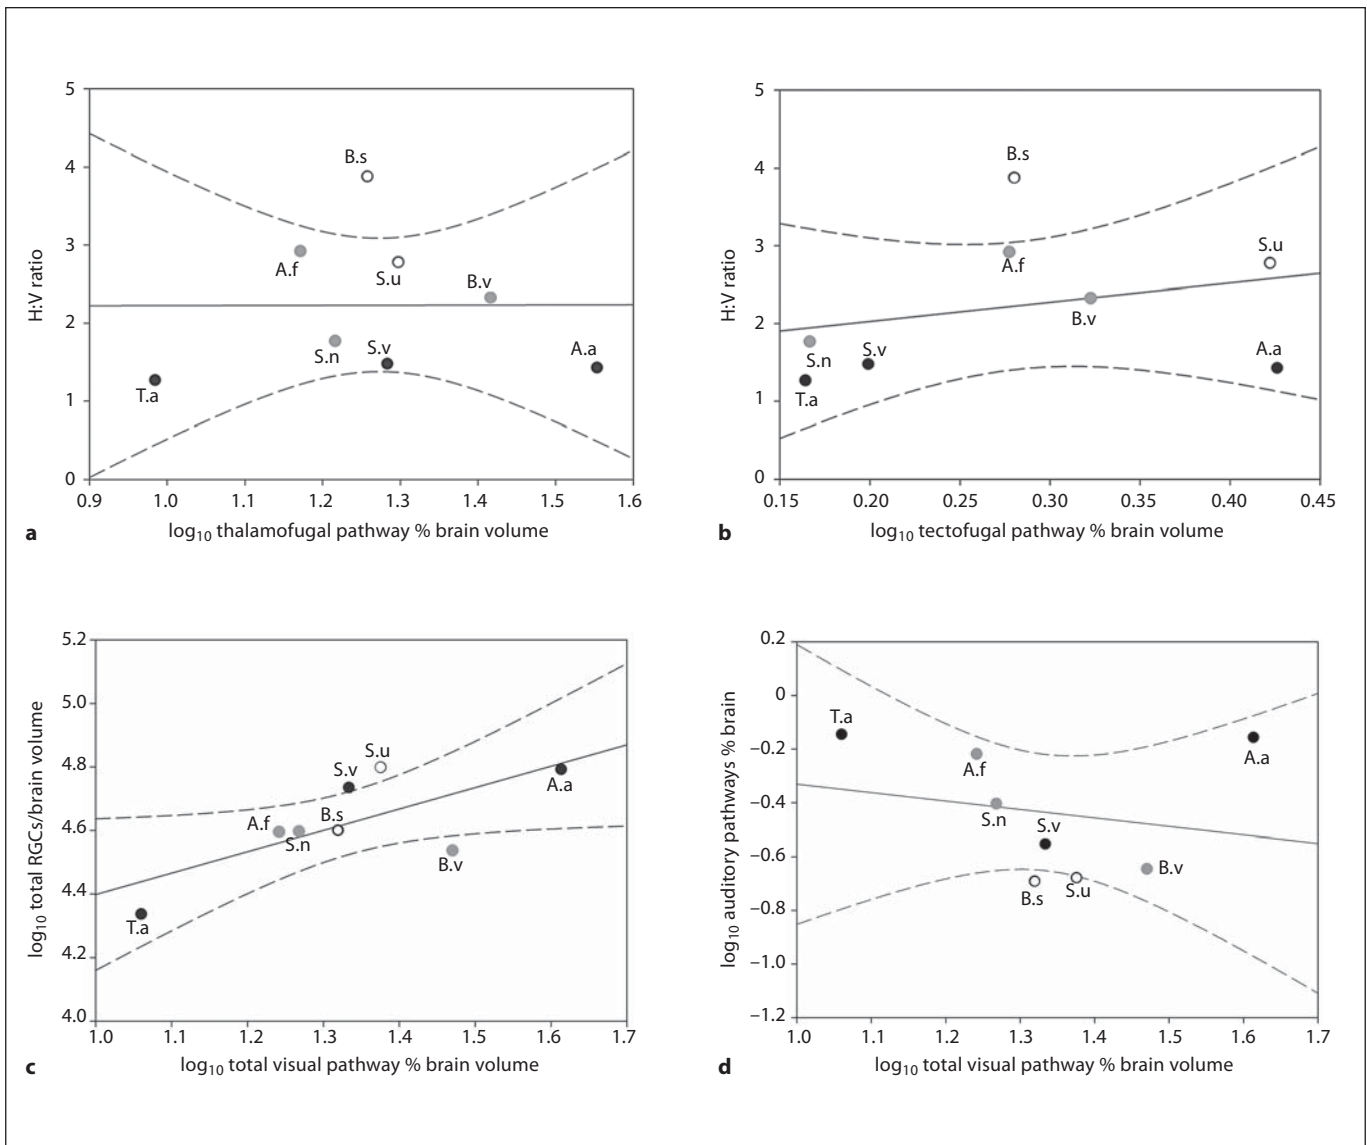 5
4
3
2
1
0
H:V ratio
B.s
A.f
S.u
B.v
S.n
S.v
A.a
T.a
0.9 1.0 1.1 1.2 1.3 1.4 1.5 1.6
a log₁₀ thalamofugal pathway % brain volume
5
4
3
2
1
0
H:V ratio
B.s
A.f
S.u
B.v
S.n
S.v
A.a
T.a
0.15 0.20 0.25 0.30 0.35 0.40 0.45
b log₁₀ tectofugal pathway % brain volume
5.2
5.0
4.8
4.6
4.4
4.2
4.0
log₁₀ total RGCs/brain volume
S.u
S.v
A.a
B.s
A.f
S.n
B.v
T.a
1.0 1.1 1.2 1.3 1.4 1.5 1.6 1.7
c log₁₀ total visual pathway % brain volume
0.2
0
−0.2
−0.4
−0.6
−0.8
−1.0
−1.2
log₁₀ auditory pathways % brain
T.a
A.f
A.a
S.n
S.v
B.v
B.s
S.u
1.0 1.1 1.2 1.3 1.4 1.5 1.6 1.7
d log₁₀ total visual pathway % brain volume